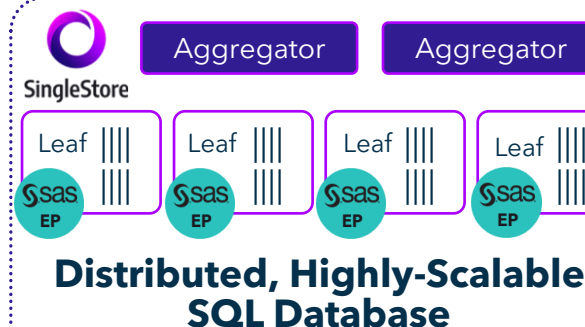 Aggregator Aggregator
SingleStore
Leaf Leaf Leaf Leaf
sas sas sas sas
EP EP EP EP
Distributed, Highly-Scalable
SQL Database